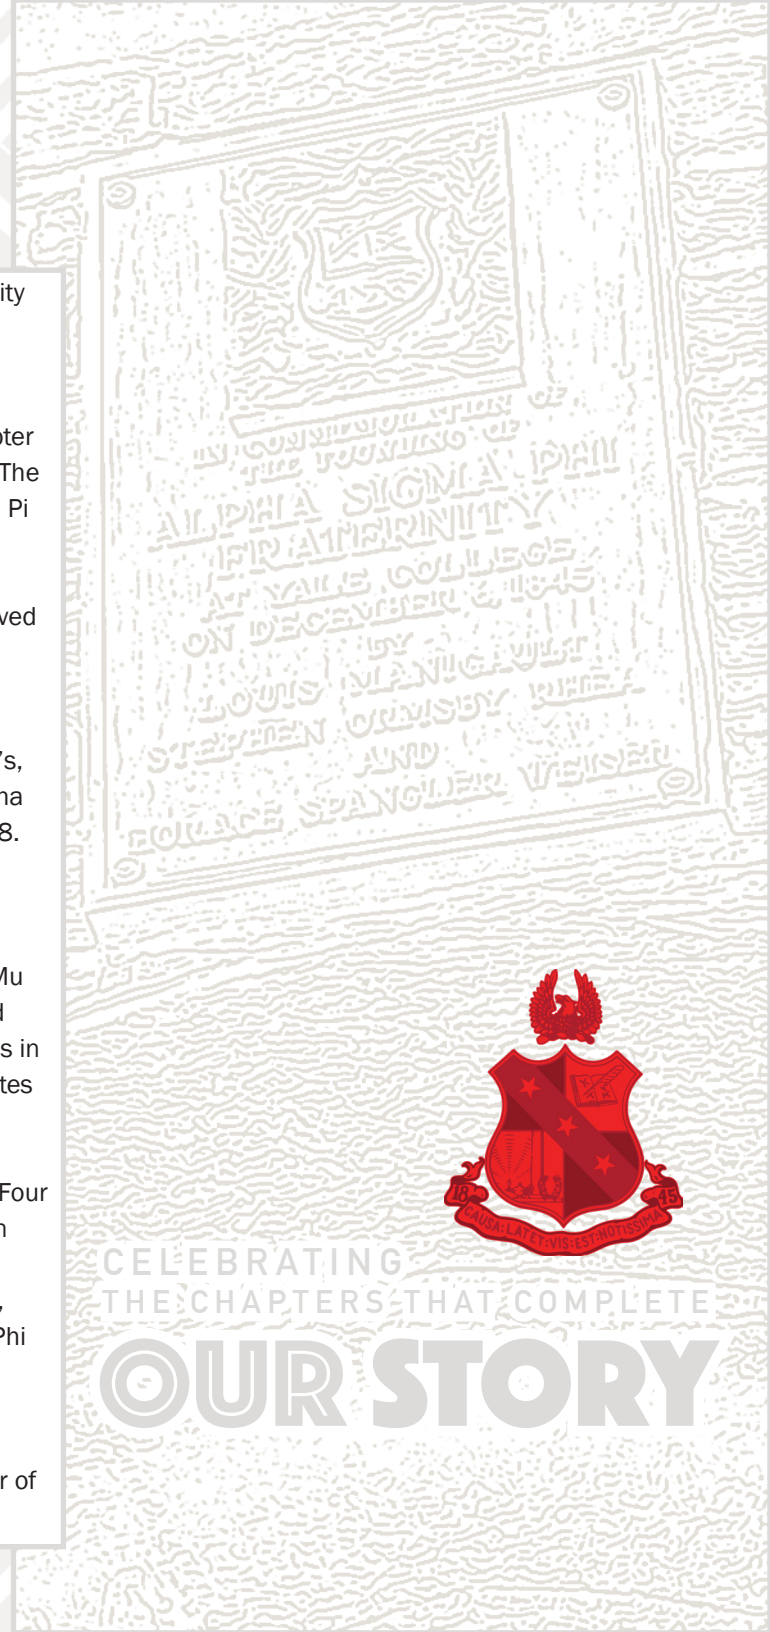 ity
pter
The
Pi
ved
's,
ma
8.
Mu
d
s in
tes
Four
n
,
Phi
r of
IN COMMEMORATION OF
THE FOUNDING OF
ALPHA SIGMA PHI
FRATERNITY
AT YALE COLLEGE
ON DECEMBER 6, 1845
BY
LOUIS MANIGAULT
STEPHEN ORMSBY RHEA
AND
HORACE SPANGLER WEISER
18 45
CAUSA·LATET·VIS·EST·NOTISSIMA
CELEBRATING
THE CHAPTERS THAT COMPLETE
OUR STORY